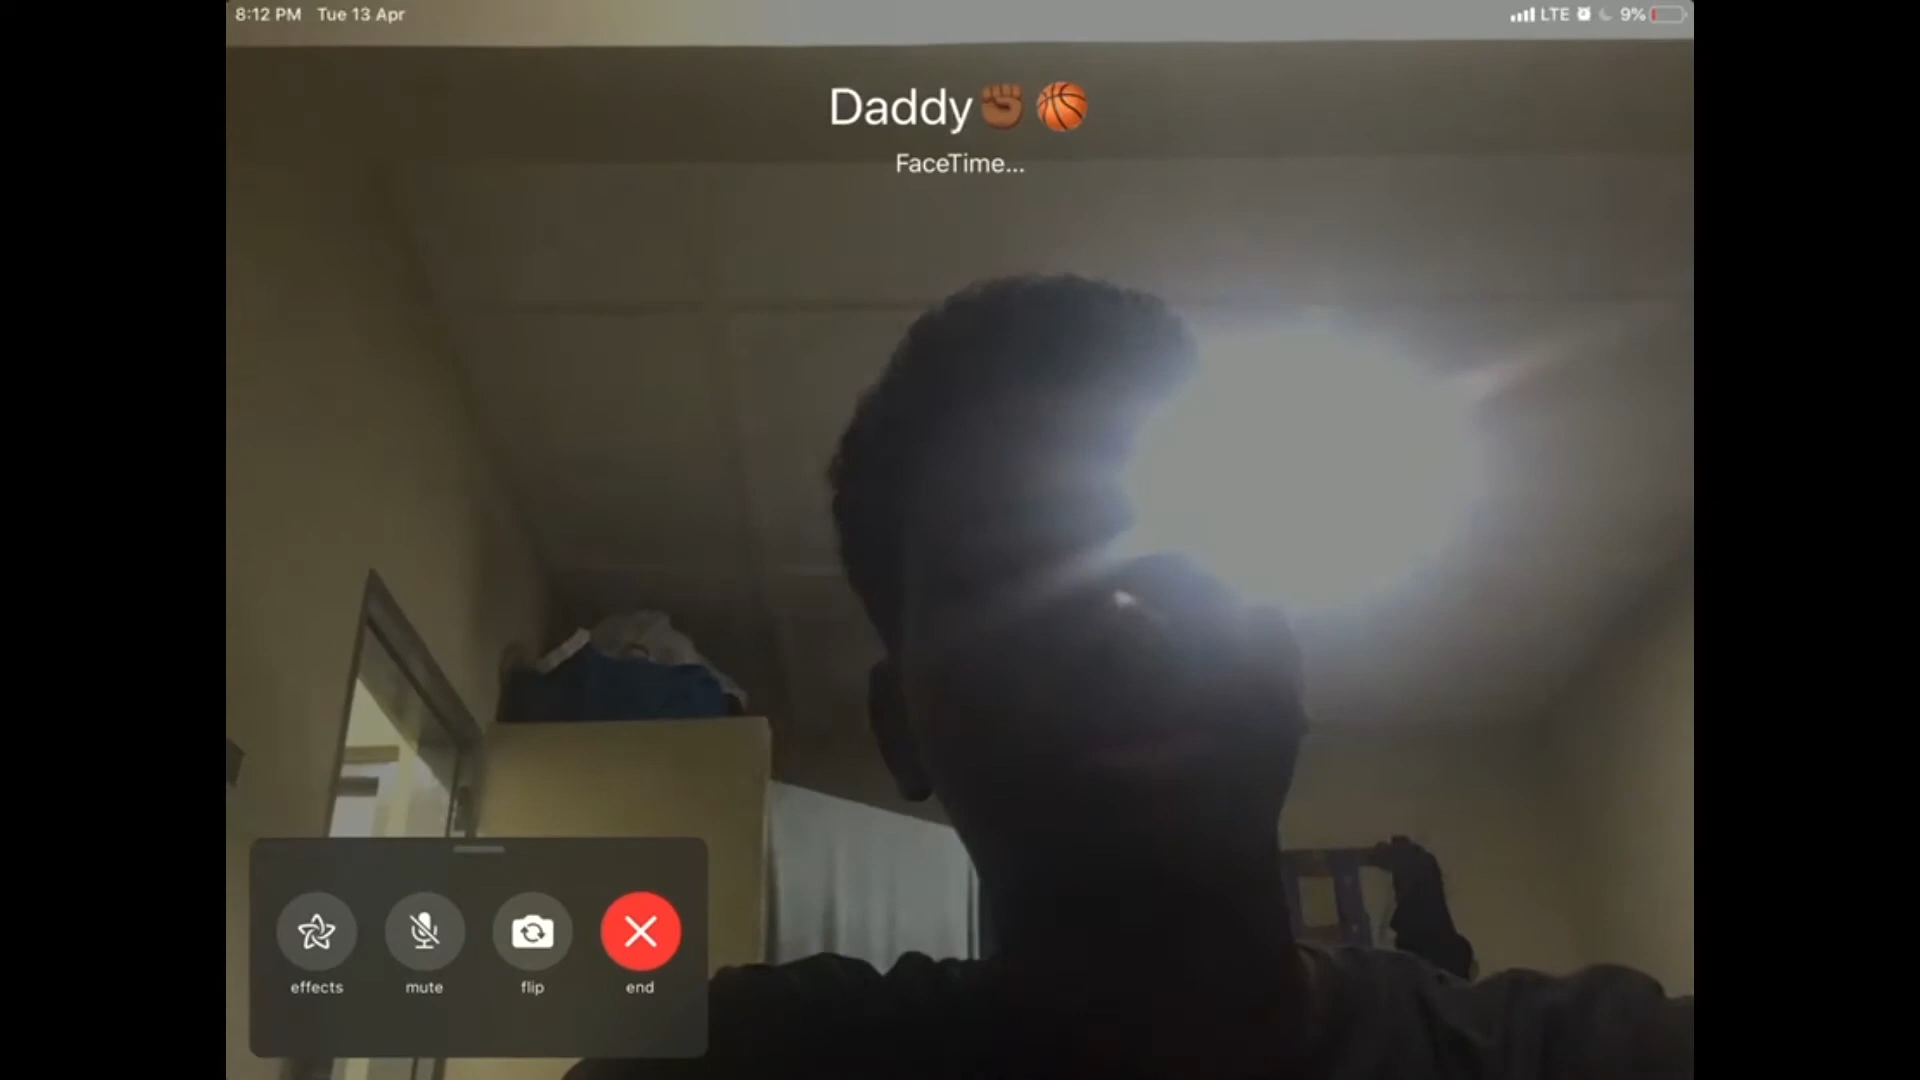 8:12 PM Tue 13 Apr
LTE 9%
Daddy✊🏾🏀
FaceTime...
effects mute flip end